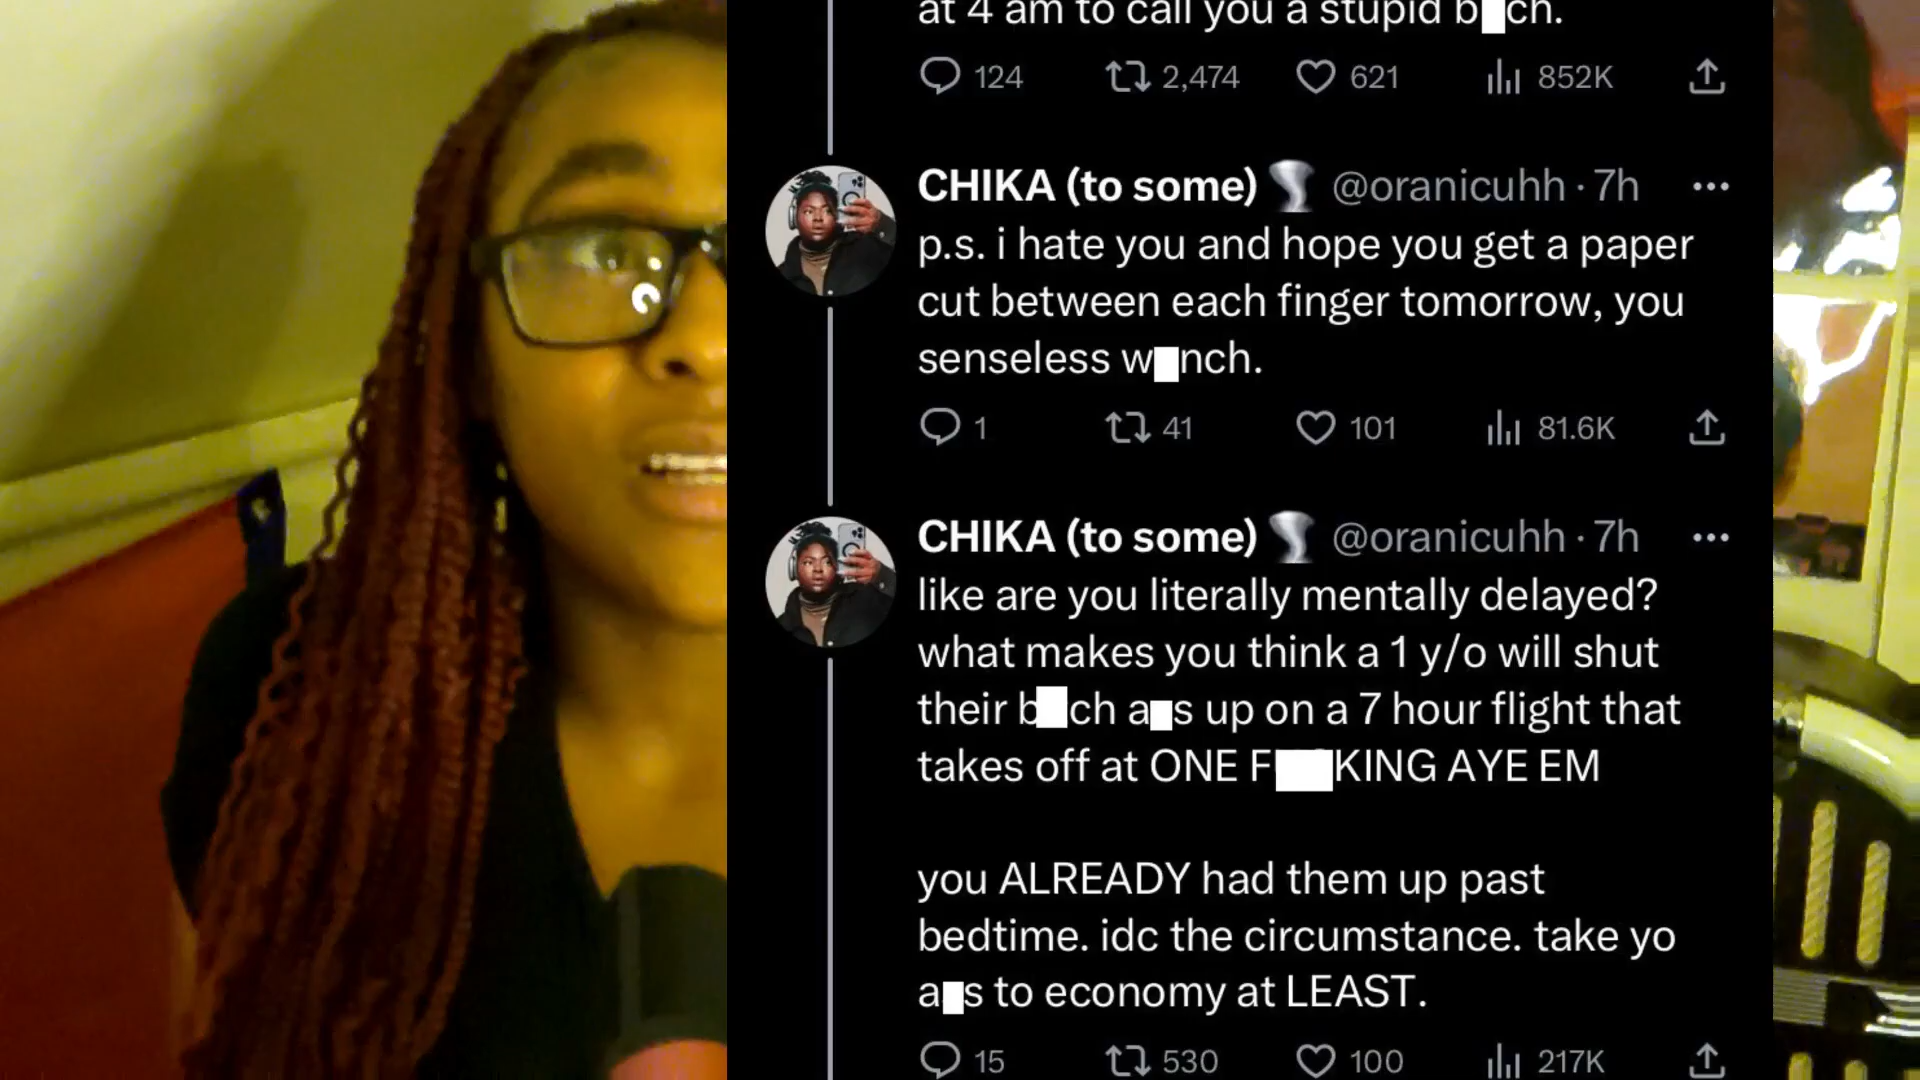 at 4 am to call you a stupid b ch.
124 2,474 621 852K
CHIKA (to some) @oranicuhh · 7h
p.s. i hate you and hope you get a paper
cut between each finger tomorrow, you
senseless w nch.
1 41 101 81.6K
CHIKA (to some) @oranicuhh · 7h
like are you literally mentally delayed?
what makes you think a 1 y/o will shut
their b ch a s up on a 7 hour flight that
takes off at ONE F KING AYE EM
you ALREADY had them up past
bedtime. idc the circumstance. take yo
a s to economy at LEAST.
15 530 100 217K